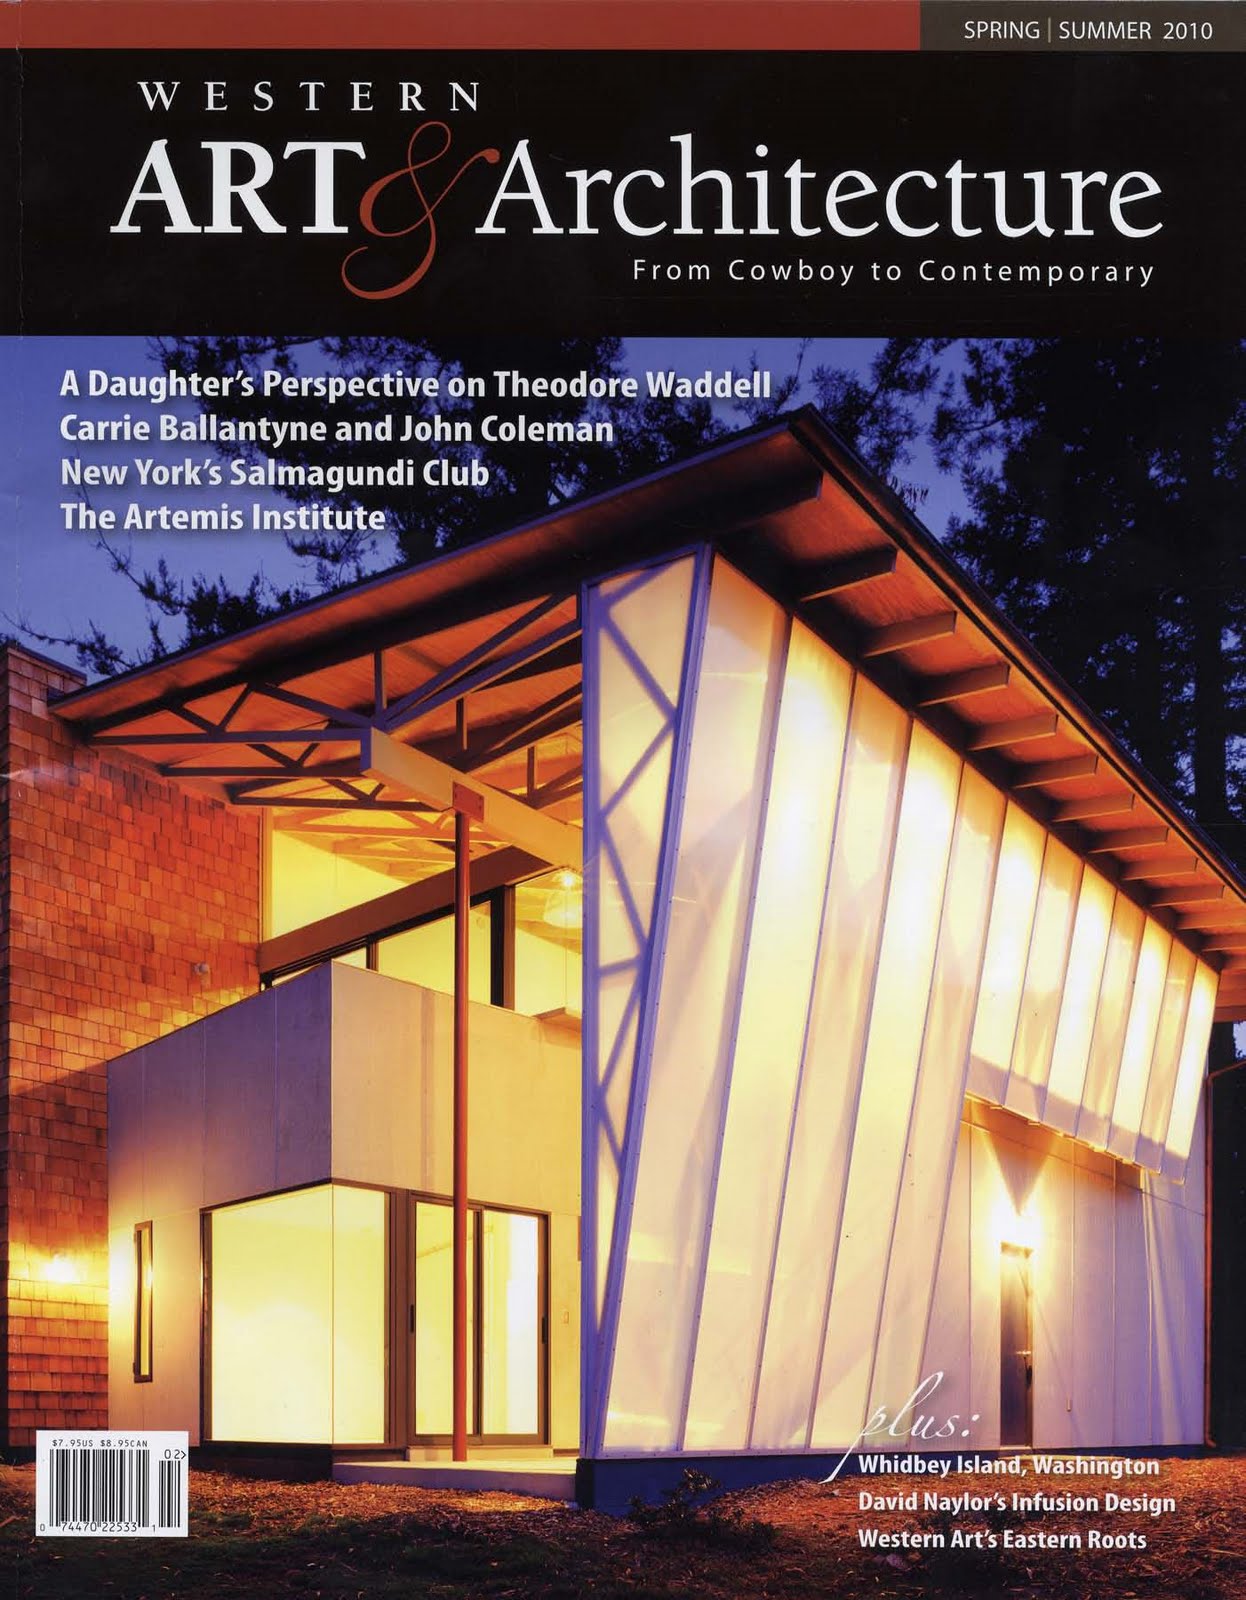 SPRING | SUMMER 2010
WESTERN
ART & Architecture
From Cowboy to Contemporary
A Daughter's Perspective on Theodore Waddell
Carrie Ballantyne and John Coleman
New York's Salmagundi Club
The Artemis Institute
plus:
Whidbey Island, Washington
David Naylor's Infusion Design
Western Art's Eastern Roots
$7.95US $8.95CAN
02>
0 74470 22533 1